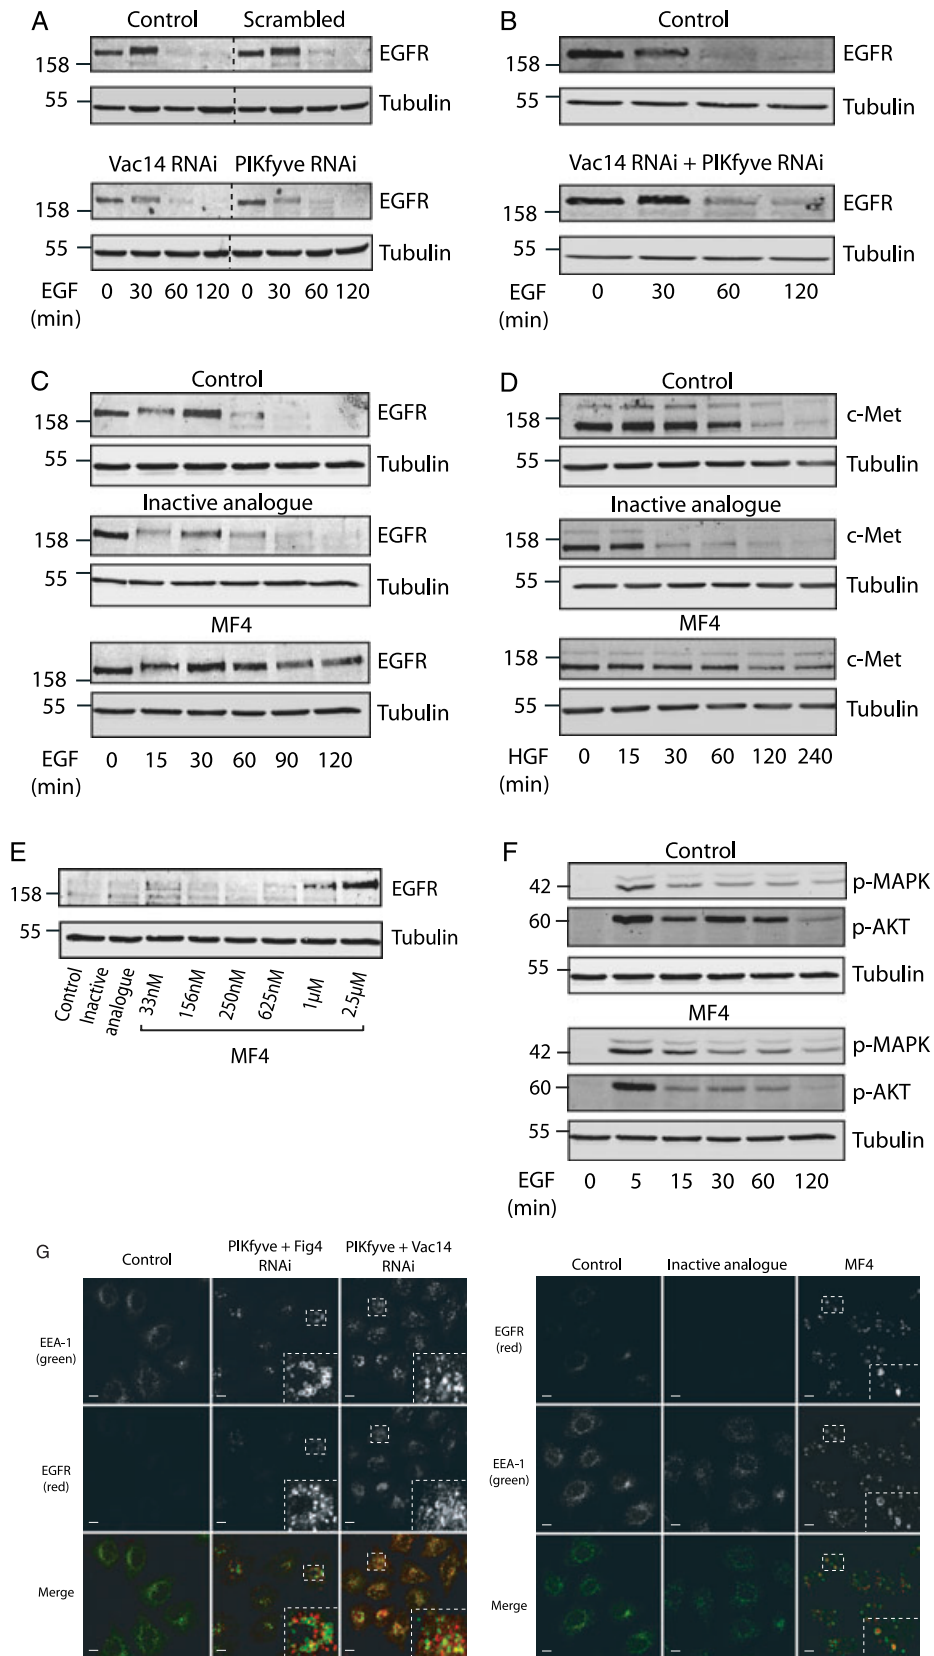 A
Control Scrambled
158 EGFR
55 Tubulin
Vac14 RNAi PIKfyve RNAi
158 EGFR
55 Tubulin
EGF 0 30 60 120 0 30 60 120
(min)
B
Control
158 EGFR
55 Tubulin
Vac14 RNAi + PIKfyve RNAi
158 EGFR
55 Tubulin
EGF 0 30 60 120
(min)
C
Control
158 EGFR
55 Tubulin
Inactive analogue
158 EGFR
55 Tubulin
MF4
158 EGFR
55 Tubulin
EGF 0 15 30 60 90 120
(min)
D
Control
158 c-Met
55 Tubulin
Inactive analogue
158 c-Met
55 Tubulin
MF4
158 c-Met
55 Tubulin
HGF 0 15 30 60 120 240
(min)
E
158 EGFR
55 Tubulin
Control
Inactive
analogue
33nM
156nM
250nM
625nM
1μM
2.5μM
MF4
F
Control
42 p-MAPK
60 p-AKT
55 Tubulin
MF4
42 p-MAPK
60 p-AKT
55 Tubulin
EGF 0 5 15 30 60 120
(min)
G
Control
PIKfyve + Fig4
RNAi
PIKfyve + Vac14
RNAi
EEA-1
(green)
EGFR
(red)
Merge
Control Inactive analogue MF4
EGFR
(red)
EEA-1
(green)
Merge